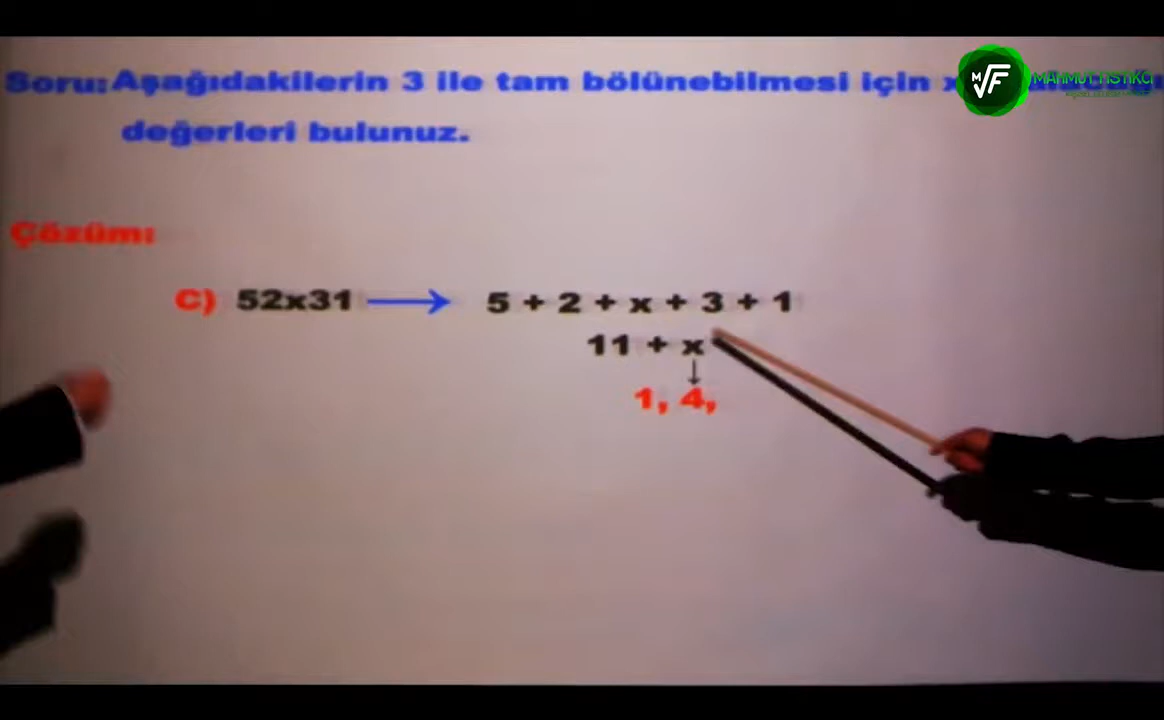 Soru: Aşağıdakilerin 3 ile tam bölünebilmesi için
değerleri bulunuz.
Çözüm:
C) 52x31 → 5 + 2 + x + 3 + 1
11 + x
↓
1, 4,